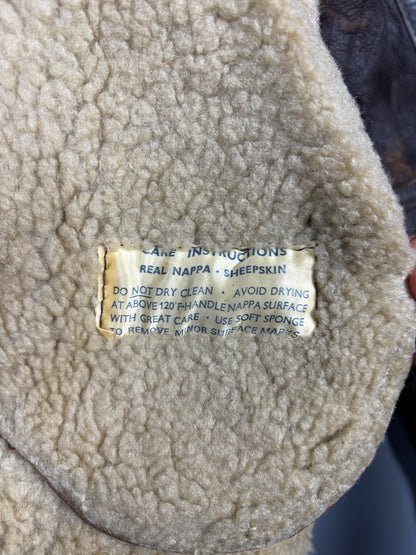 CARE INSTRUCTIONS
REAL NAPPA - SHEEPSKIN
DO NOT DRY CLEAN · AVOID DRYING
AT ABOVE 120°F-HANDLE NAPPA SURFACE
WITH GREAT CARE · USE SOFT SPONGE
TO REMOVE MINOR SURFACE MARKS